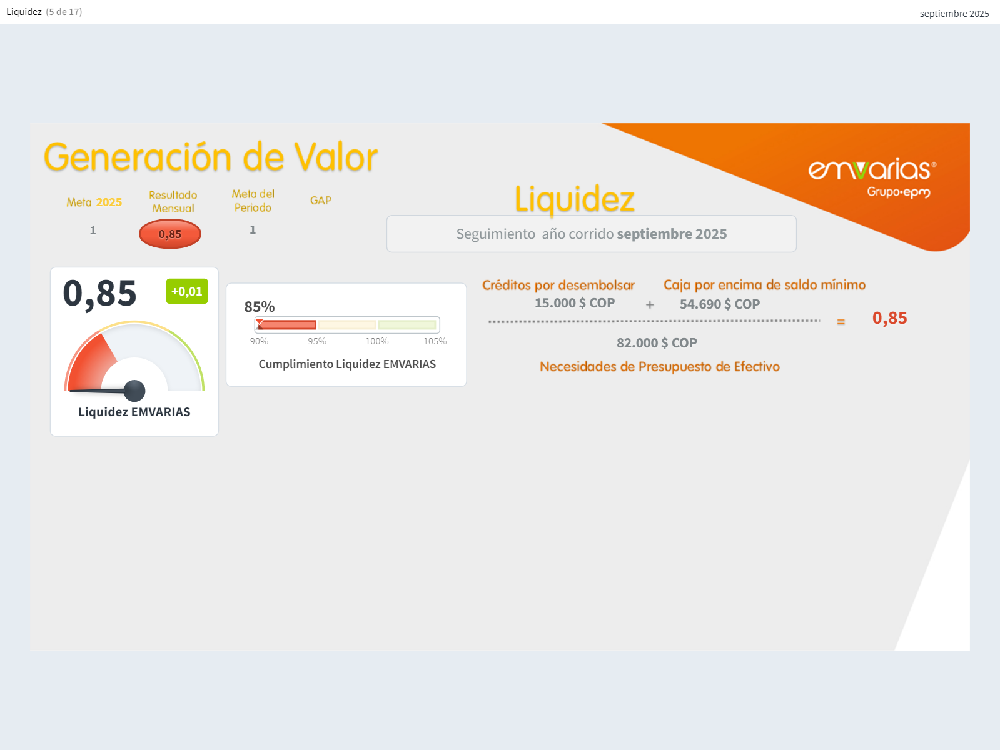 Liquidez (5 de 17)
septiembre 2025
Generación de Valor
emvarias®
Grupo•epm
Liquidez
Meta 2025
Resultado
Mensual
Meta del
Periodo
GAP
1
0,85
1
Seguimiento año corrido septiembre 2025
0,85
+0,01
Liquidez EMVARIAS
85%
90%
95%
100%
105%
Cumplimiento Liquidez EMVARIAS
Créditos por desembolsar
Caja por encima de saldo mínimo
15.000 $ COP
+
54.690 $ COP
=
0,85
82.000 $ COP
Necesidades de Presupuesto de Efectivo